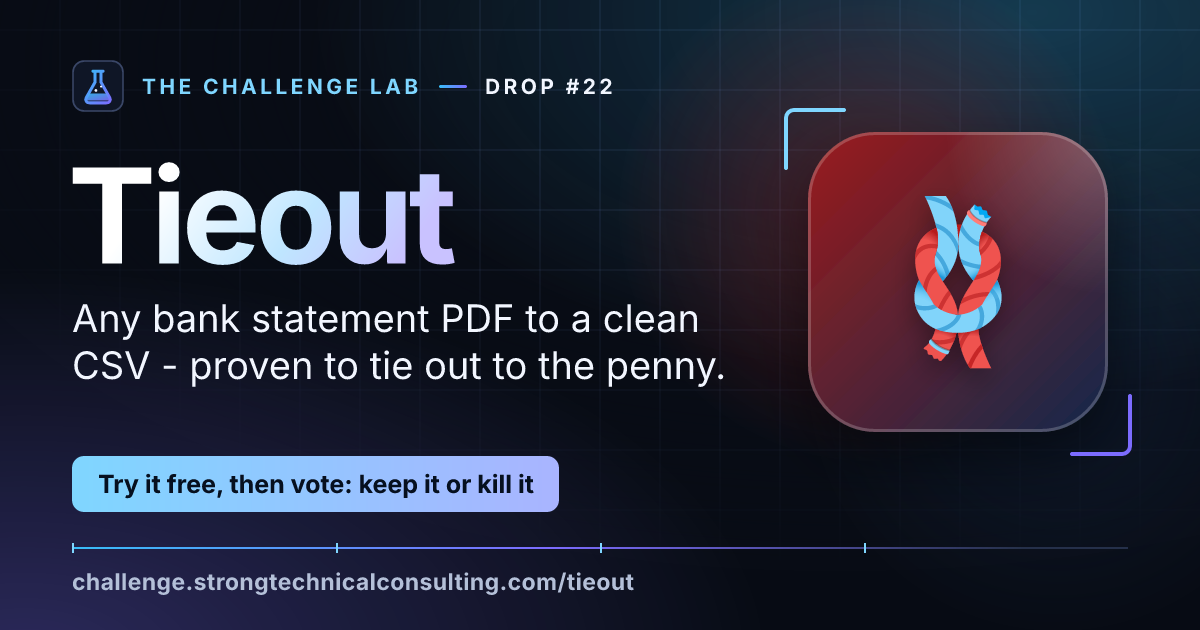 THE CHALLENGE LAB — DROP #22
Tieout
Any bank statement PDF to a clean
CSV - proven to tie out to the penny.
Try it free, then vote: keep it or kill it
challenge.strongtechnicalconsulting.com/tieout